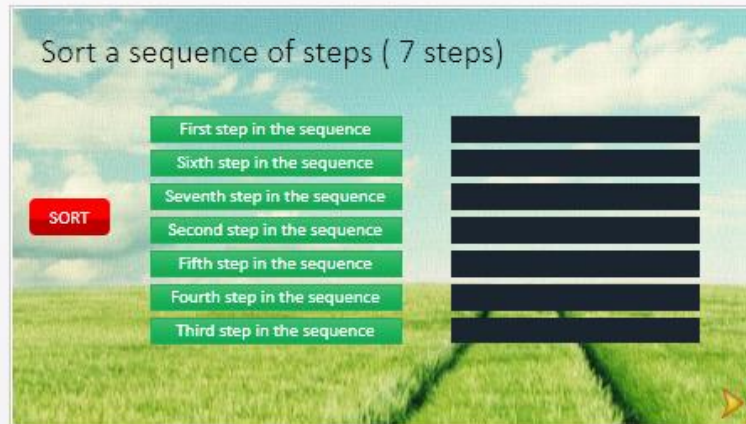 Sort a sequence of steps ( 7 steps)
First step in the sequence
Sixth step in the sequence
Seventh step in the sequence
SORT
Second step in the sequence
Fifth step in the sequence
Fourth step in the sequence
Third step in the sequence